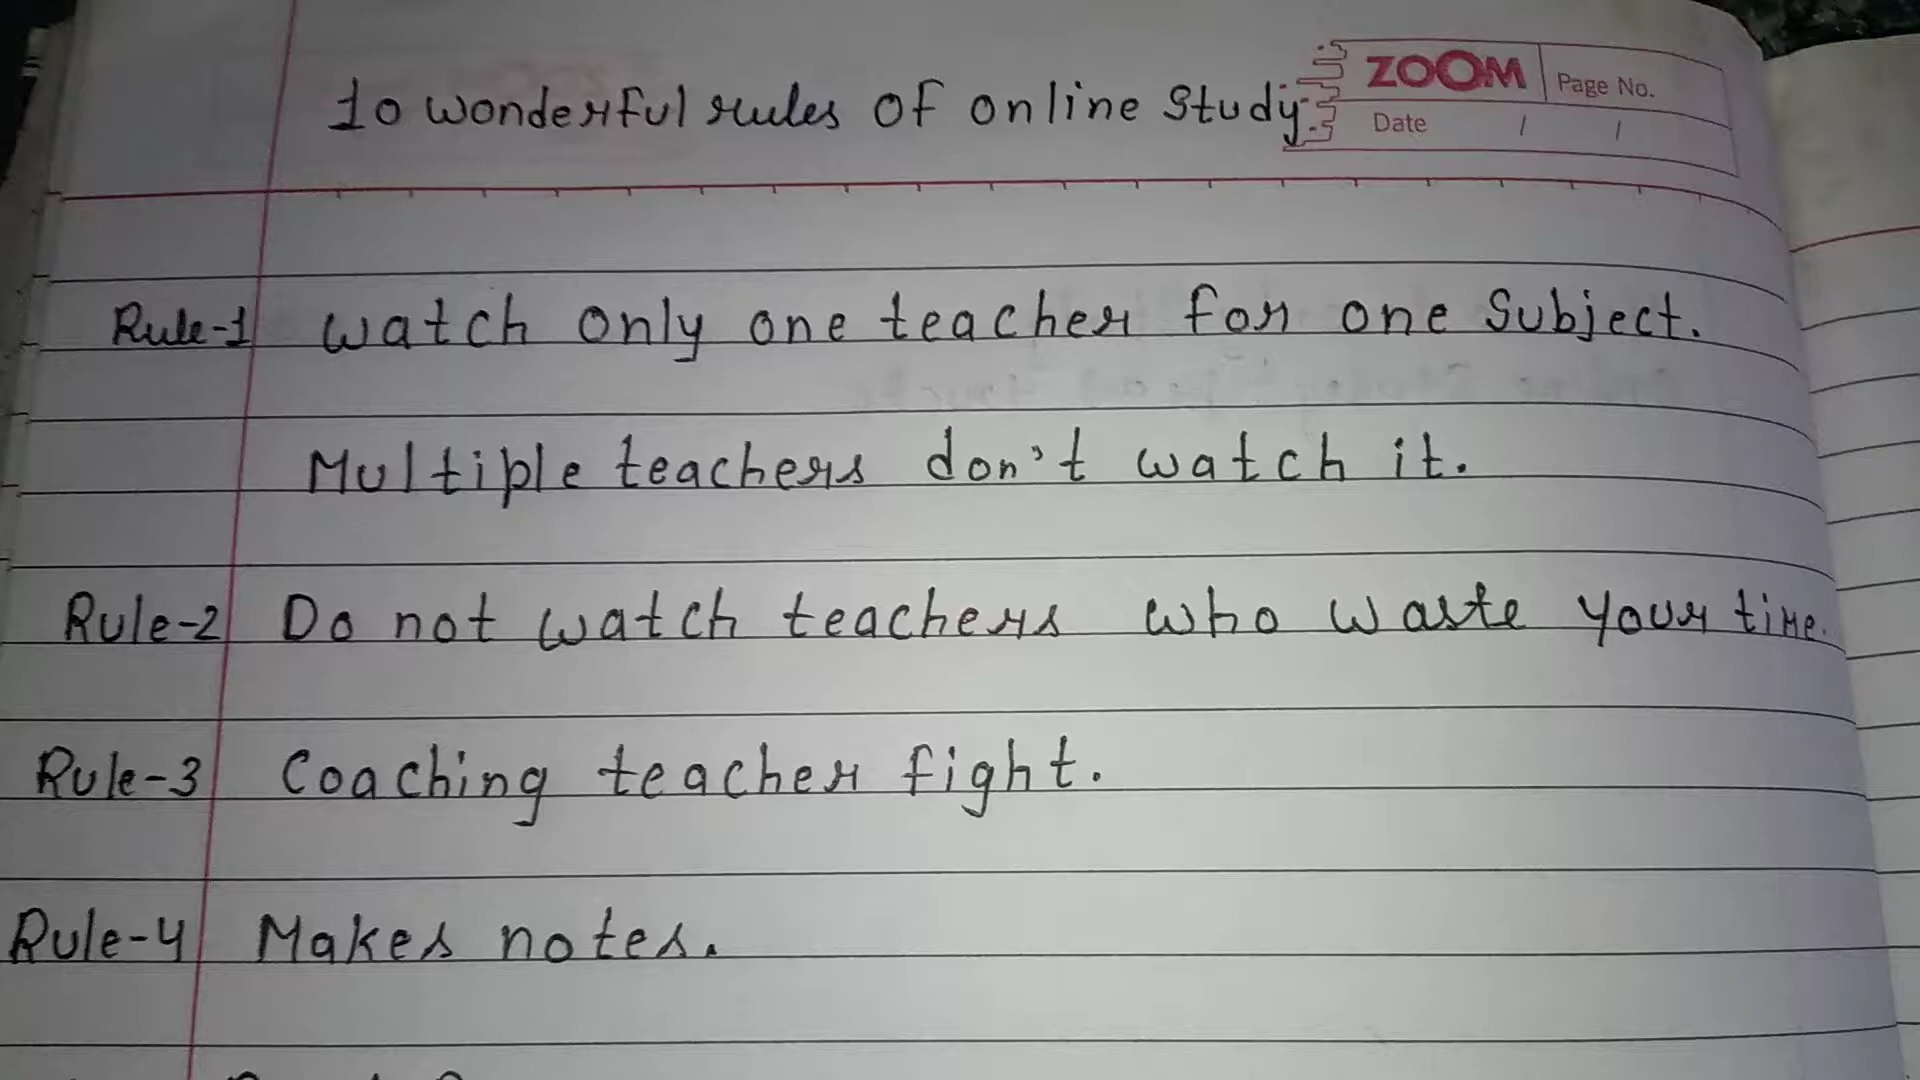 10 wonderful rules of online study.
ZOOM
Page No.
Date / /
Rule-1 watch only one teacher for one subject.
Multiple teachers don't watch it.
Rule-2 Do not watch teachers who waste your time.
Rule-3 Coaching teacher fight.
Rule-4 Makes notes.